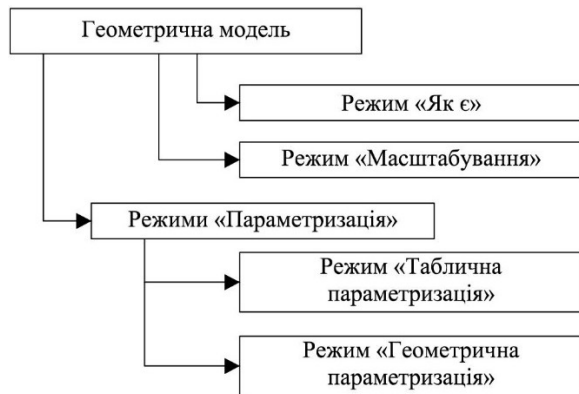 Геометрична модель
Режим «Як є»
Режим «Масштабування»
Режими «Параметризація»
Режим «Таблична
параметризація»
Режим «Геометрична
параметризація»